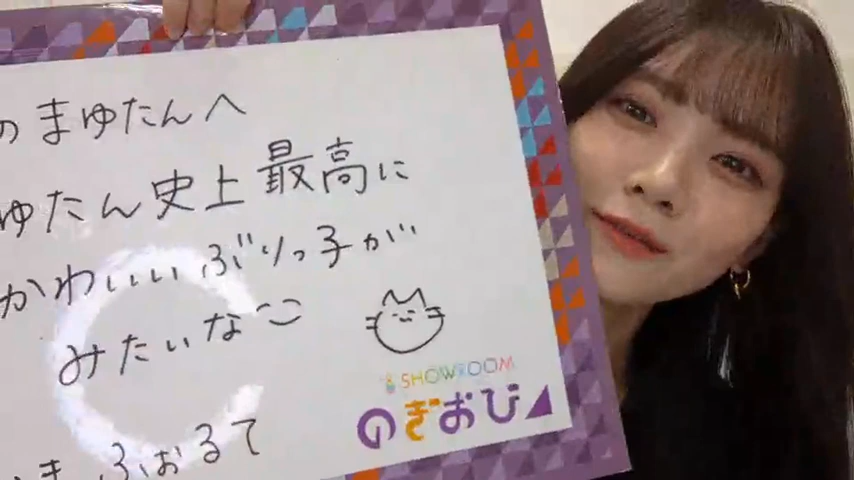 のまゆたんへ
ゆたん史上最高に
かわいいぶりっ子が
みたいな
SHOWROOM
のぎおび
ふぉるて